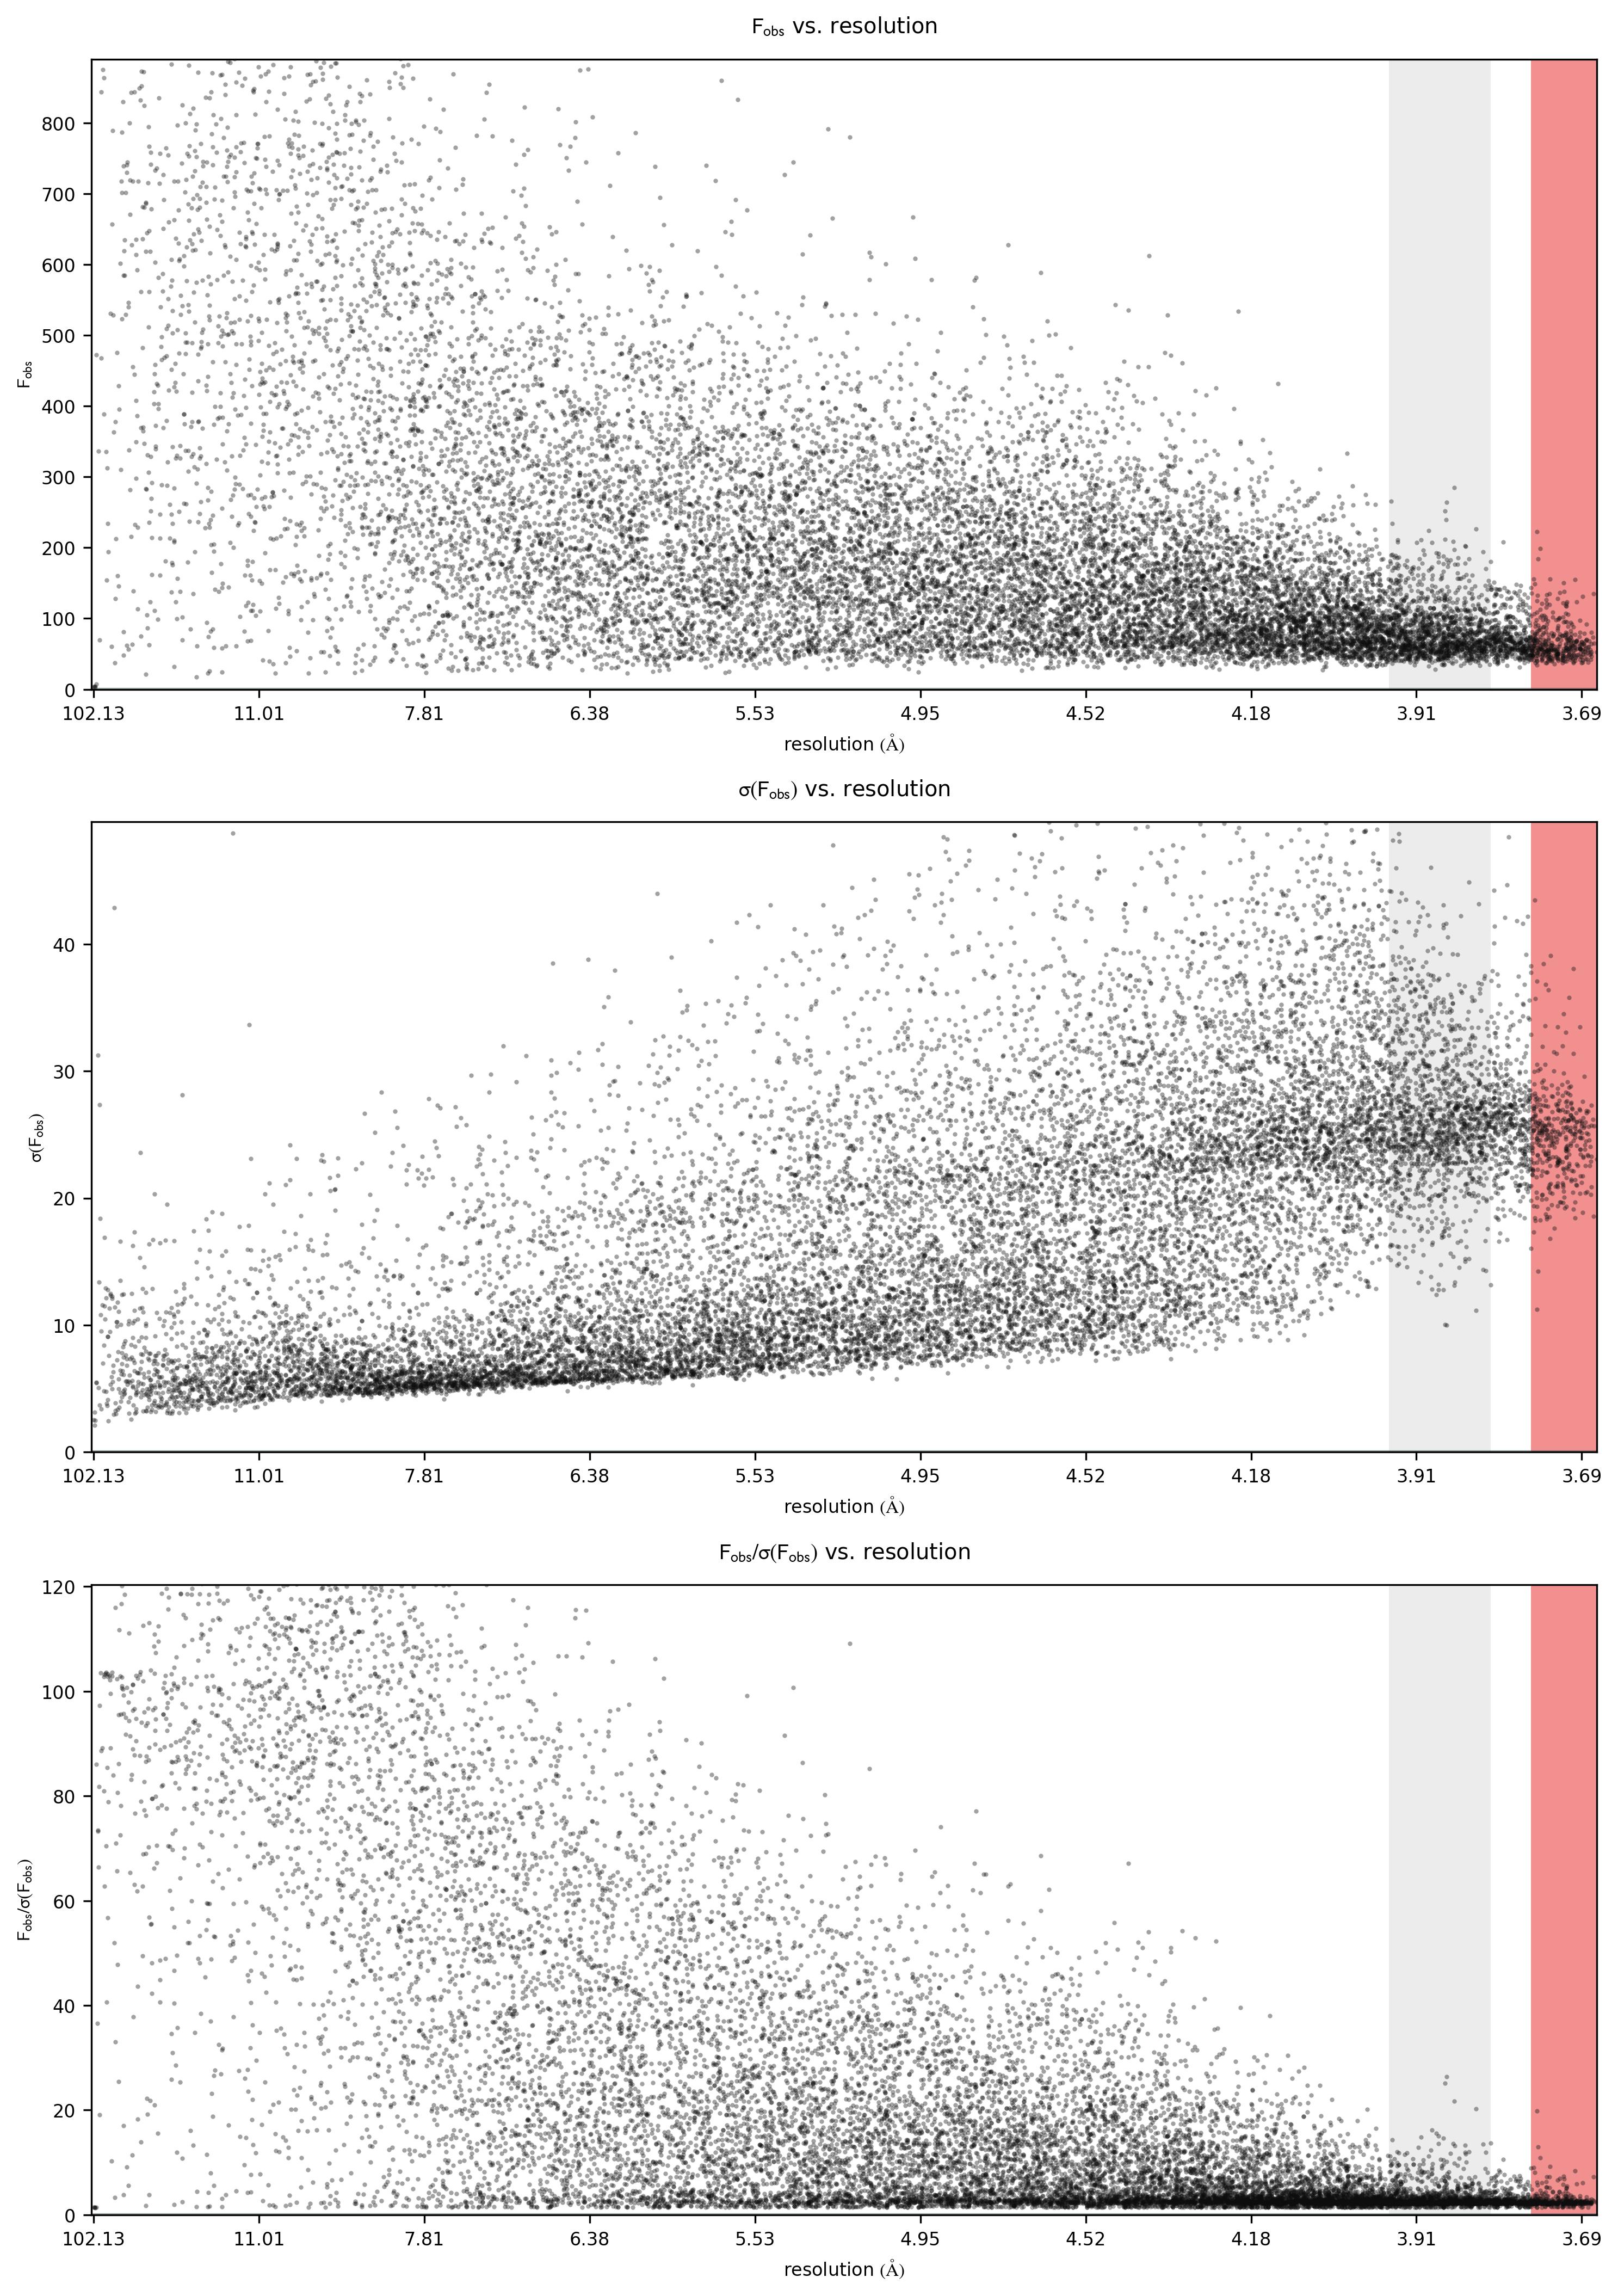 Fobs vs. resolution
800
700
600
500
400
300
200
100
0
Fobs
102.13 11.01 7.81 6.38 5.53 4.95 4.52 4.18 3.91 3.69
resolution (Å)
σ(Fobs) vs. resolution
40
30
20
10
0
σ(Fobs)
102.13 11.01 7.81 6.38 5.53 4.95 4.52 4.18 3.91 3.69
resolution (Å)
Fobs/σ(Fobs) vs. resolution
120
100
80
60
40
20
0
Fobs/σ(Fobs)
102.13 11.01 7.81 6.38 5.53 4.95 4.52 4.18 3.91 3.69
resolution (Å)